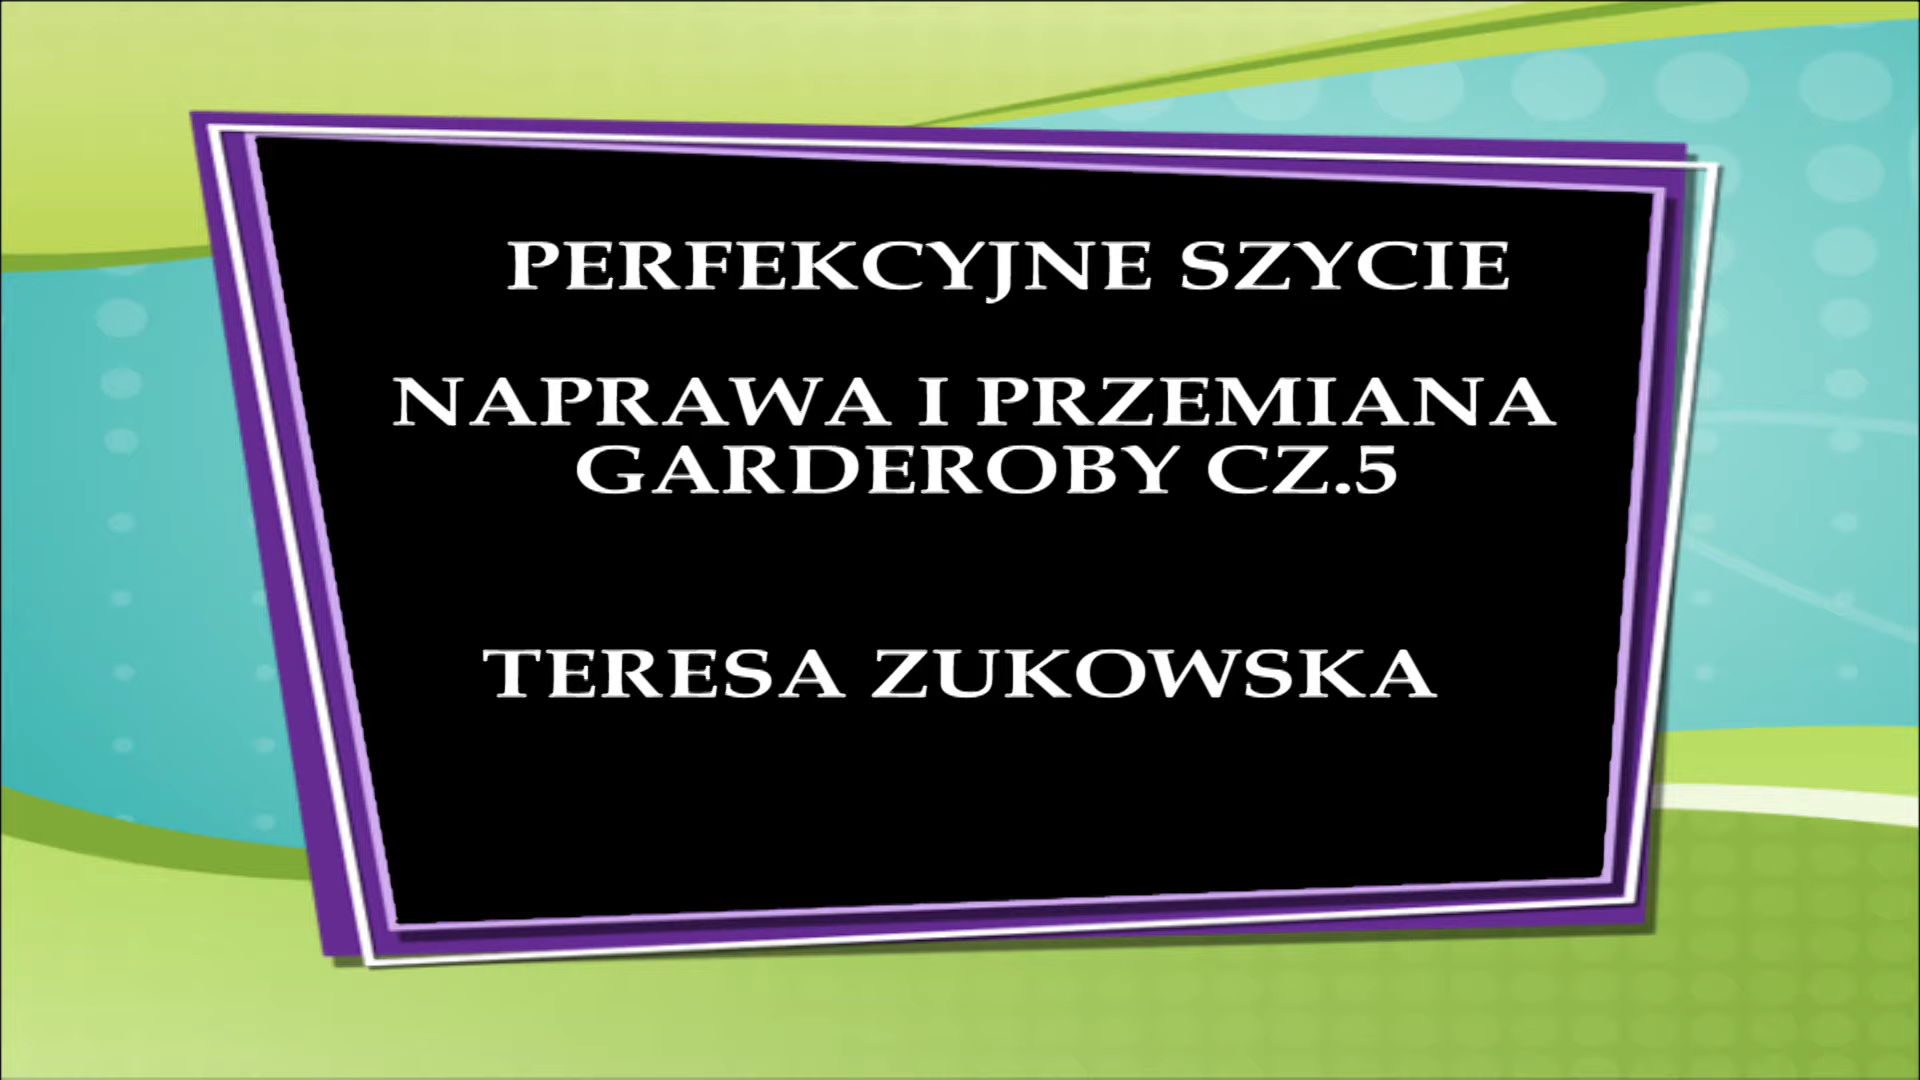 PERFEKCYJNE SZYCIE
NAPRAWA I PRZEMIANA
GARDEROBY CZ.5
TERESA ZUKOWSKA